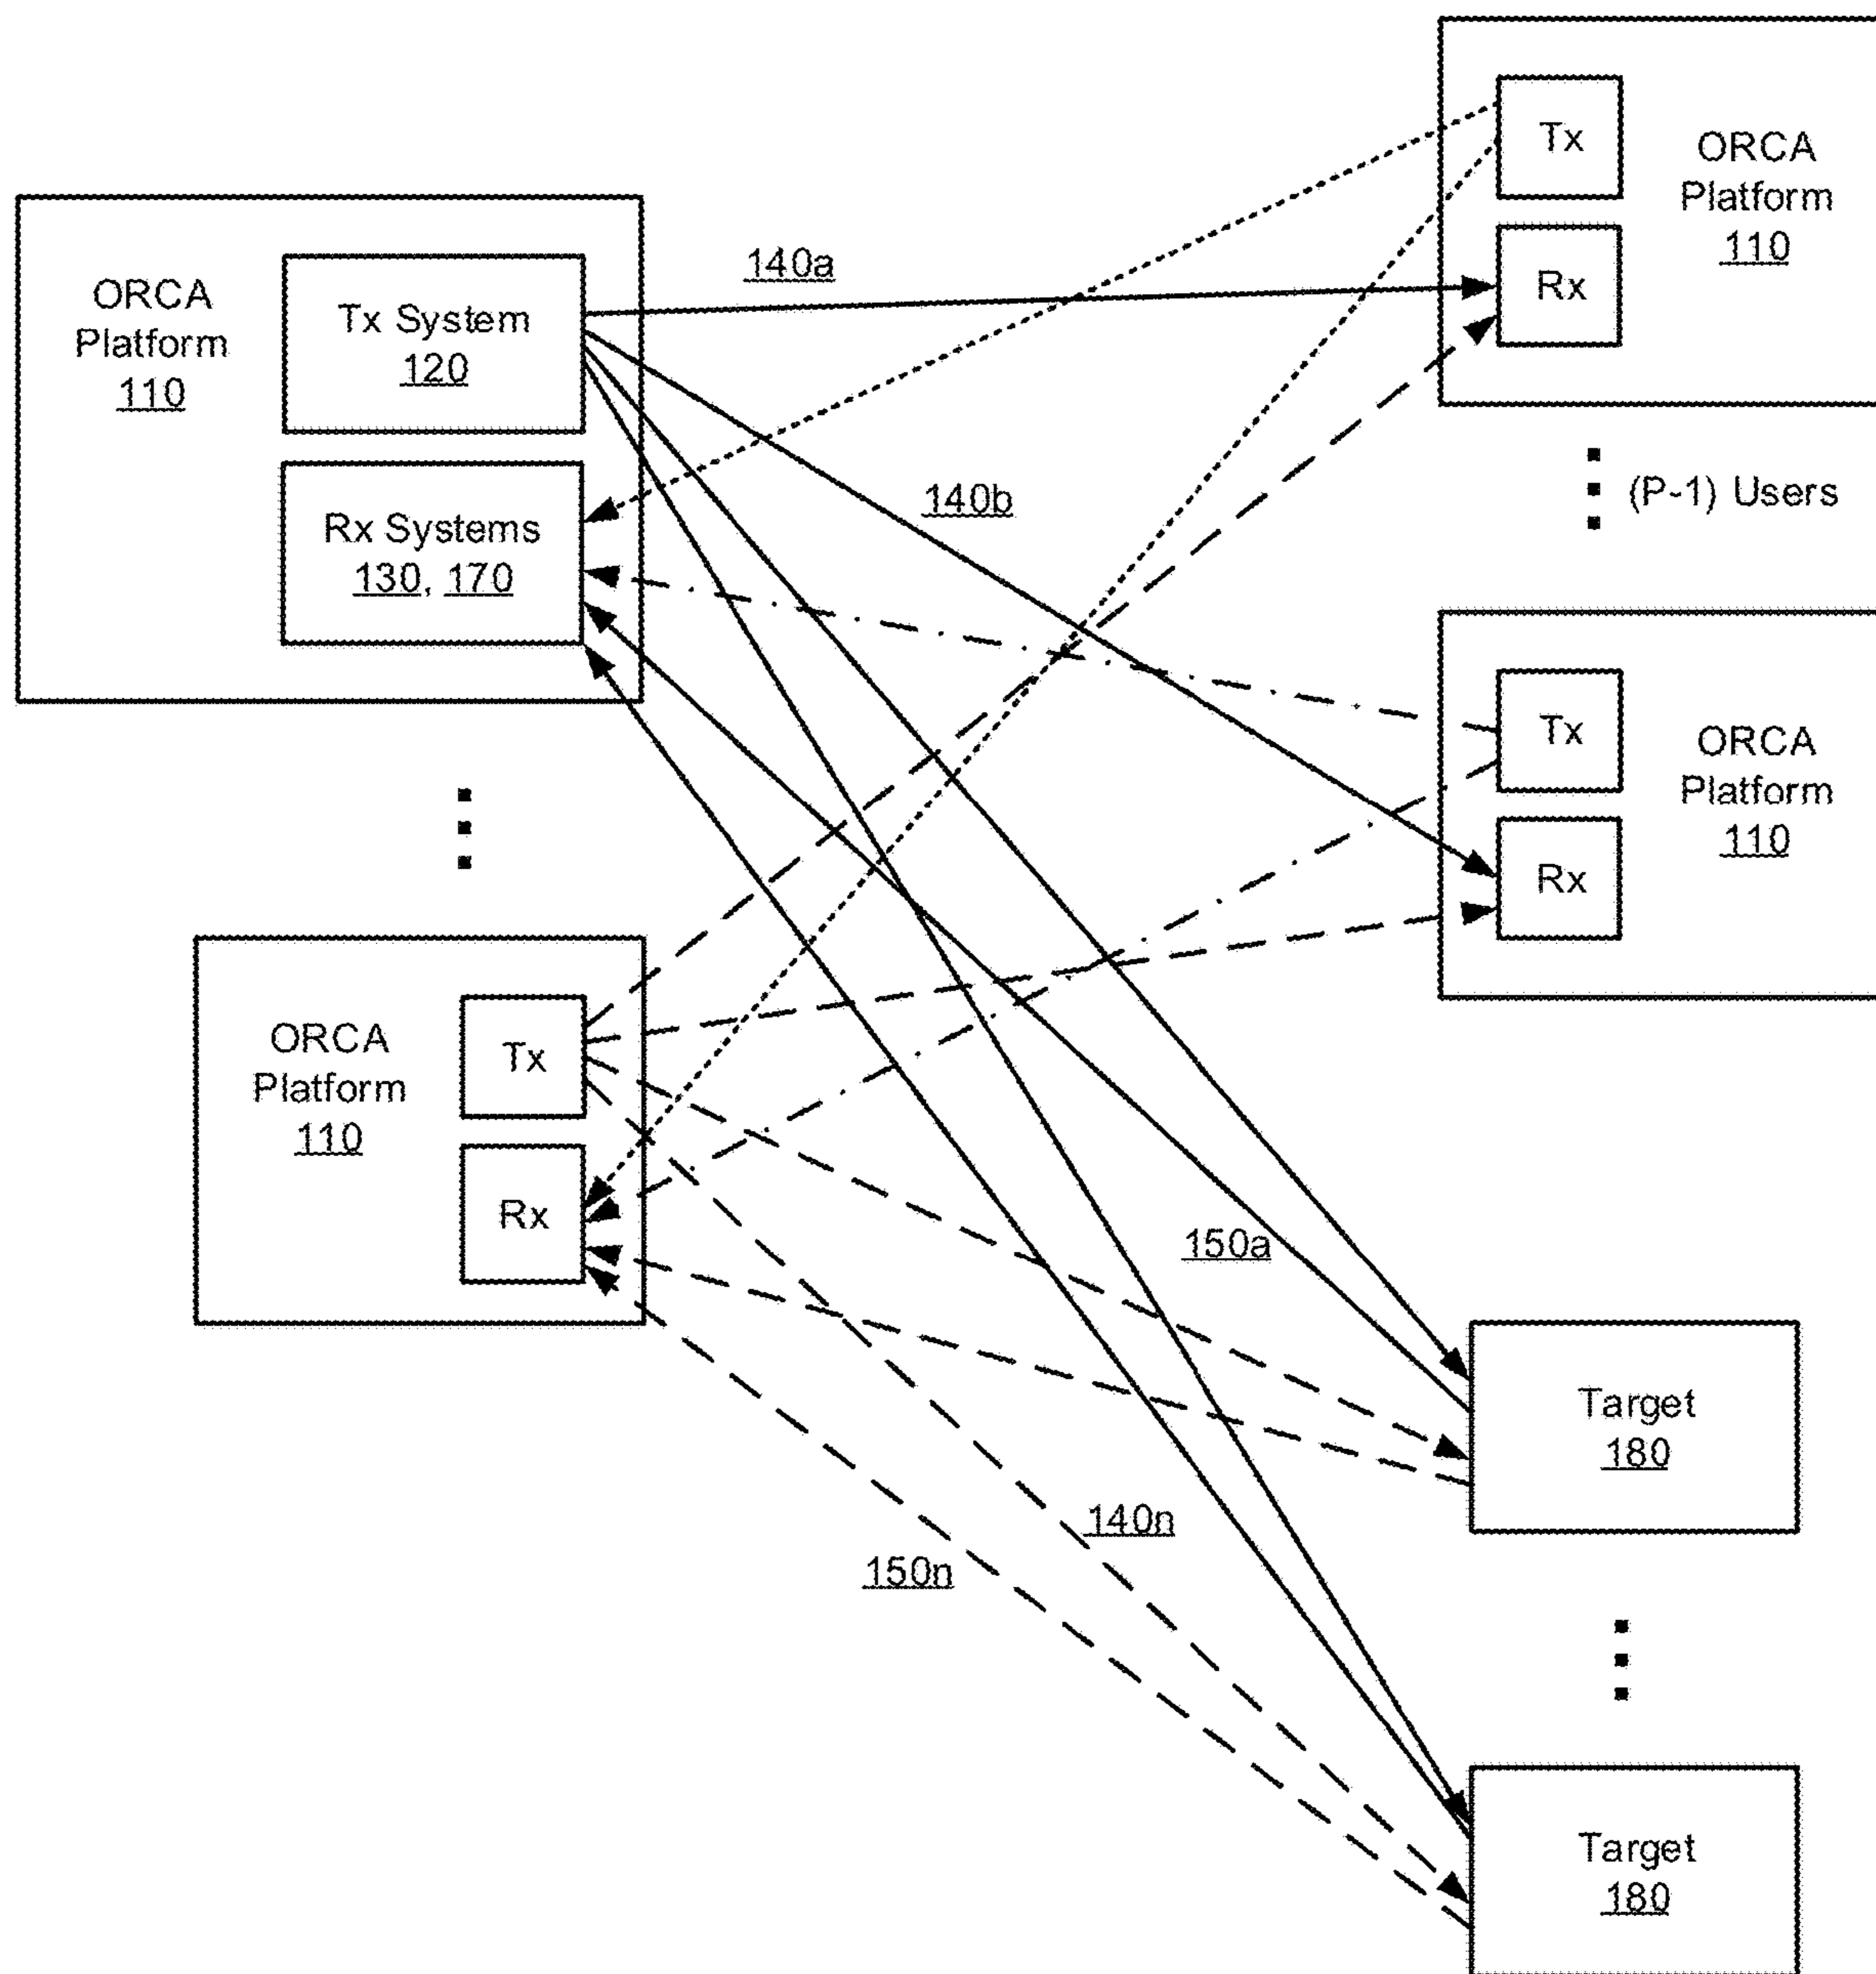 ORCA
Platform
110
Tx System
120
Rx Systems
130, 170
140a
140b
Tx
Rx
ORCA
Platform
110
(P-1) Users
Tx
Rx
ORCA
Platform
110
ORCA
Platform
110
Tx
Rx
150a
140n
150n
Target
180
Target
180